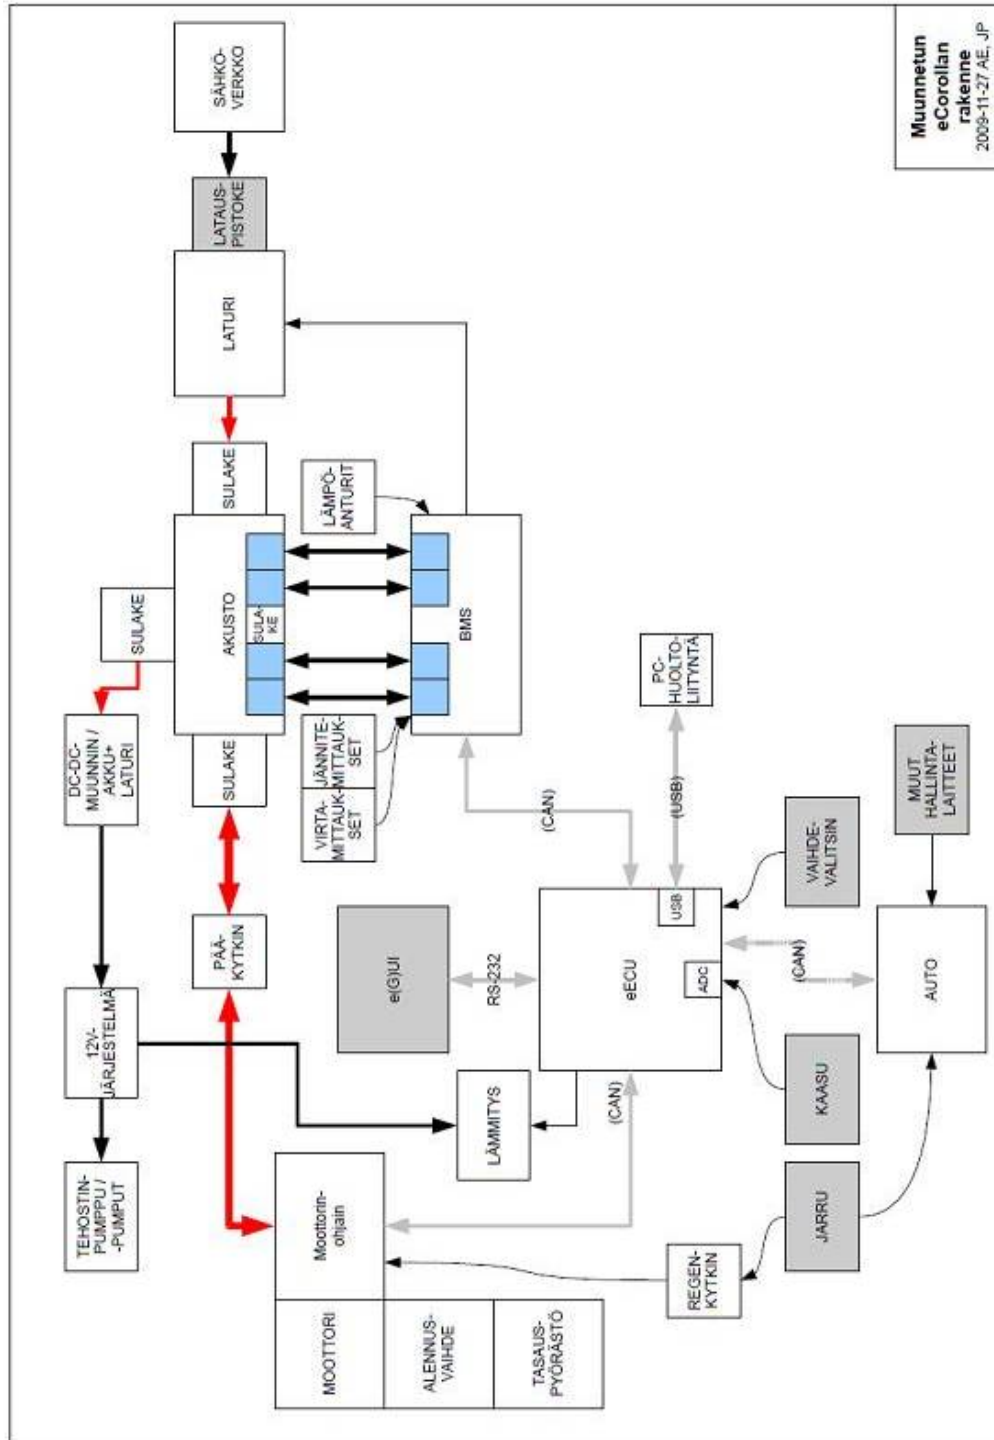 TEHOSTIN-
PUMPPU /
-PUMPUT
12V-
JÄRJESTELMÄ
DC-DC-
MUUNNIN /
AKKU+
LATURI
SULAKE
MOOTTORI
Moottorin-
ohjain
PÄÄ-
KYTKIN
SULAKE
AKUSTO
SULA-
KE
SULAKE
LATURI
LATAUS-
PISTOKE
SÄHKÖ-
VERKKO
ALENNUS-
VAIHDE
TASAUS-
PYÖRÄSTÖ
VIRTA-
MITTAUK-
SET
JÄNNITE-
MITTAUK-
SET
LÄMPÖ-
ANTURIT
BMS
LÄMMITYS
e(G)UI
RS-232
(CAN)
(CAN)
eECU
USB
ADC
(USB)
PC-
HUOLTO-
LIITYNTÄ
REGEN-
KYTKIN
JARRU
KAASU
(CAN)
VAIHDE-
VALITSIN
AUTO
MUUT
HALLINTA-
LAITTEET
Muunnetun
eCorollan
rakenne
2009-11-27 AE, JP